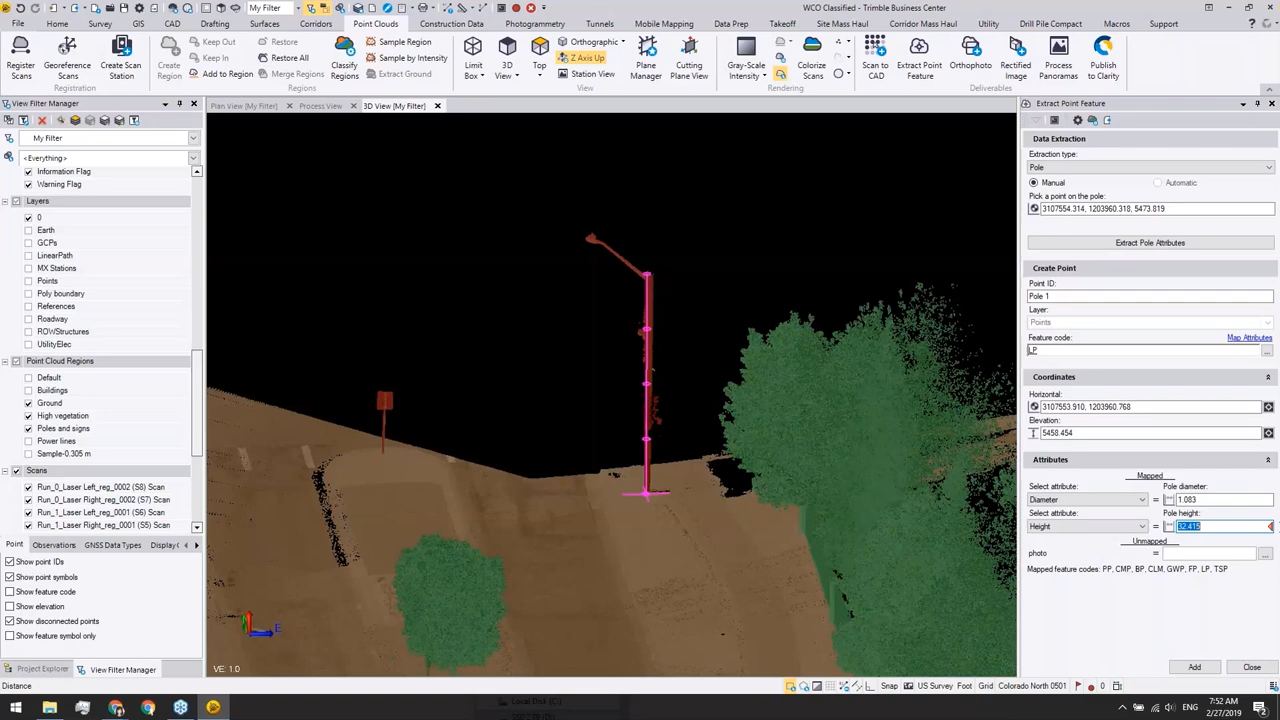 My Filter
WCO Classified - Trimble Business Center
Home
Survey
GIS
CAD
Drafting
Surfaces
Corridors
Point Clouds
Construction Data
Photogrammetry
Tunnels
Mobile Mapping
Data Prep
Takeoff
Site Mass Haul
Corridor Mass Haul
Utility
Drill Pile Compact
Macros
Support
Register Scans
Georeference Scans
Create Scan Station
Registration
Create Region
Keep Out
Keep In
Add to Region
Restore
Restore All
Merge Regions
Classify Regions
Sample Region
Sample by Intensity
Extract Ground
Regions
Limit Box
3D View
Top
Orthographic
Z Axis Up
Station View
Plane Manager
Cutting Plane View
View
Gray-Scale Intensity
Colorize Scans
Rendering
Scan to CAD
Extract Point Feature
Orthophoto
Rectified Image
Process Panoramas
Publish to Clarity
Deliverables
View Filter Manager
My Filter
<Everything>
Information Flag
Warning Flag
Layers
0
Earth
GCPs
LinearPath
MX Stations
Points
Poly boundary
References
Roadway
ROWStructures
UtilityElec
Point Cloud Regions
Default
Buildings
Ground
High vegetation
Poles and signs
Power lines
Sample-0.305 m
Scans
Run_0_Laser Left_reg_0002 (S8) Scan
Run_0_Laser Right_reg_0002 (S7) Scan
Run_1_Laser Left_reg_0001 (S6) Scan
Run_1_Laser Right_reg_0001 (S5) Scan
Point
Observations
GNSS Data Types
Display
Show point IDs
Show point symbols
Show feature code
Show elevation
Show disconnected points
Show feature symbol only
Project Explorer
View Filter Manager
Plan View [My Filter]
Process View
3D View [My Filter]
E
VE: 1.0
Extract Point Feature
Data Extraction
Extraction type:
Pole
Manual
Automatic
Pick a point on the pole:
3107554.314, 1203960.318, 5473.819
Extract Pole Attributes
Create Point
Point ID:
Pole 1
Layer:
Points
Feature code:
Map Attributes
LP
Coordinates
Horizontal:
3107553.910, 1203960.768
Elevation:
5458.454
Attributes
Mapped
Select attribute:
Pole diameter:
Diameter
=
1.083
Select attribute:
Pole height:
Height
=
32.415
Unmapped
photo
=
Mapped feature codes: PP, CMP, BP, CLM, GWP, FP, LP, TSP
Add
Close
Distance
Snap
US Survey
Foot
Grid
Colorado North 0501
0
Local Disk (C:)
ENG
7:52 AM
2/7/2019
2